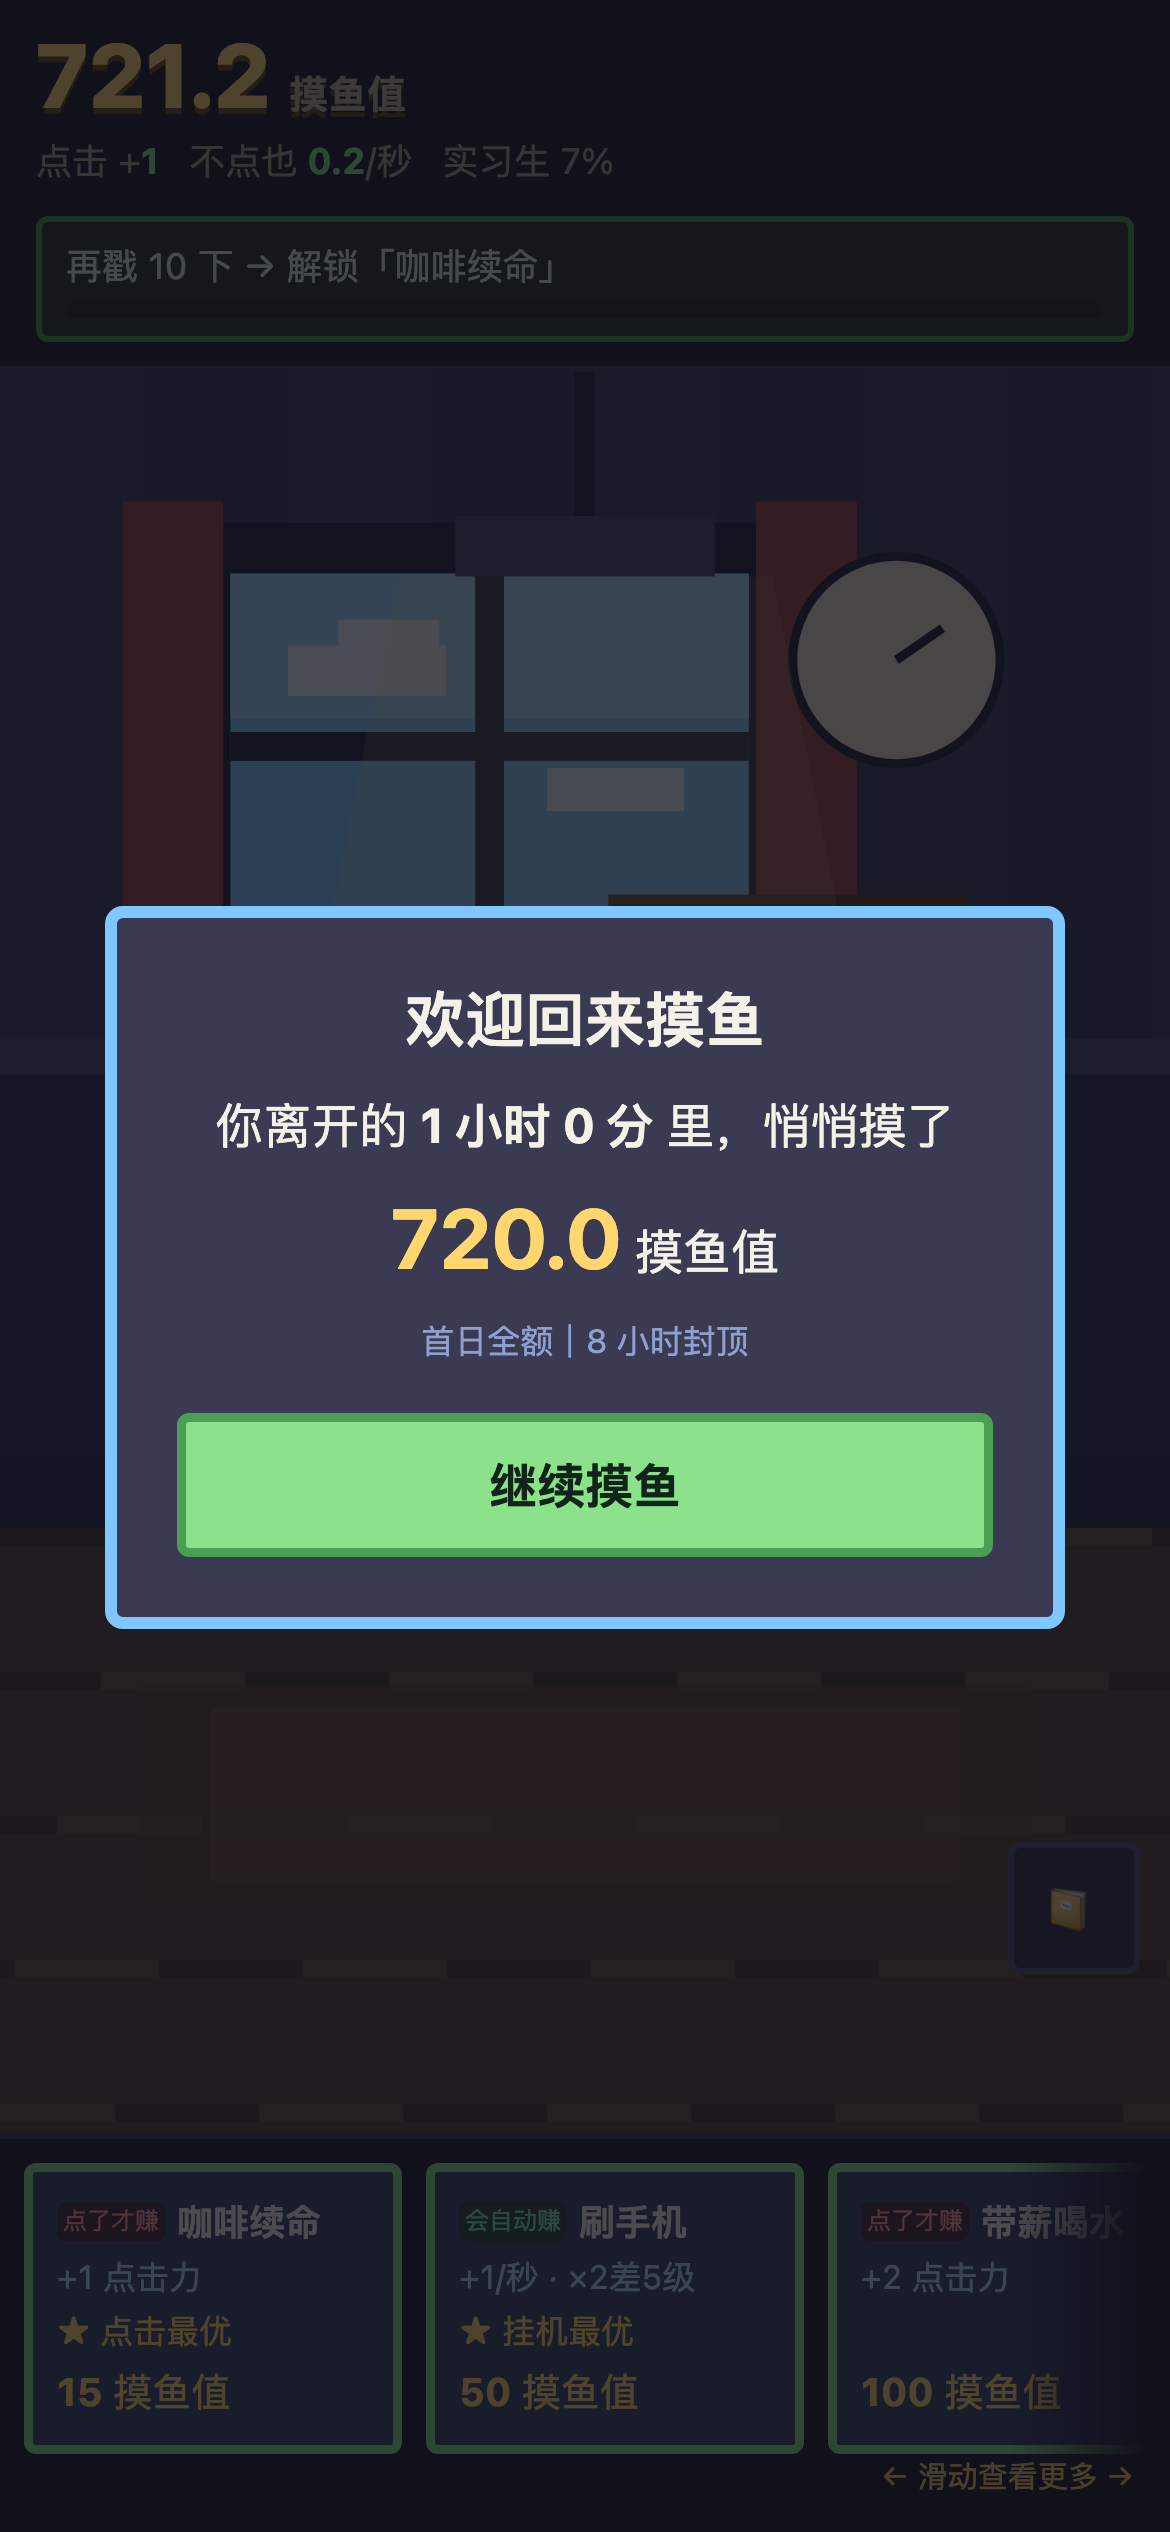 721.2 摸鱼值
点击 +1 不点也 0.2/秒 实习生 7%
再戳 10 下 → 解锁「咖啡续命」
欢迎回来摸鱼
你离开的 1 小时 0 分 里，悄悄摸了
720.0 摸鱼值
首日全额 | 8 小时封顶
继续摸鱼
点了才赚 咖啡续命
+1 点击力
★ 点击最优
15 摸鱼值
会自动赚 刷手机
+1/秒 · ×2差5级
★ 挂机最优
50 摸鱼值
点了才赚 带薪喝水
+2 点击力
100 摸鱼值
← 滑动查看更多 →